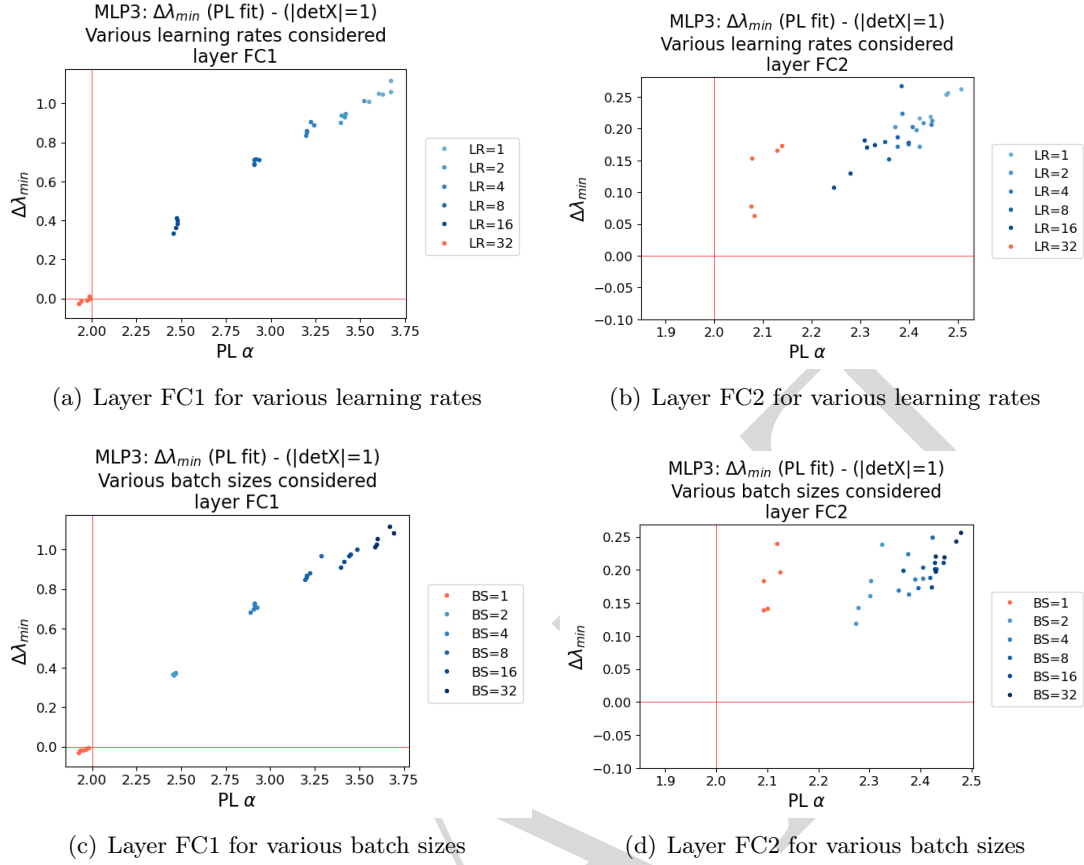 MLP3: Δλmin (PL fit) - (|detX|=1)
Various learning rates considered
layer FC1
1.0
0.8
0.6
0.4
0.2
0.0
Δλmin
2.00 2.25 2.50 2.75 3.00 3.25 3.50 3.75
PL α
LR=1
LR=2
LR=4
LR=8
LR=16
LR=32
(a) Layer FC1 for various learning rates
MLP3: Δλmin (PL fit) - (|detX|=1)
Various learning rates considered
layer FC2
0.25
0.20
0.15
0.10
0.05
0.00
−0.05
−0.10
Δλmin
1.9 2.0 2.1 2.2 2.3 2.4 2.5
PL α
LR=1
LR=2
LR=4
LR=8
LR=16
LR=32
(b) Layer FC2 for various learning rates
MLP3: Δλmin (PL fit) - (|detX|=1)
Various batch sizes considered
layer FC1
1.0
0.8
0.6
0.4
0.2
0.0
Δλmin
2.00 2.25 2.50 2.75 3.00 3.25 3.50 3.75
PL α
BS=1
BS=2
BS=4
BS=8
BS=16
BS=32
(c) Layer FC1 for various batch sizes
MLP3: Δλmin (PL fit) - (|detX|=1)
Various batch sizes considered
layer FC2
0.25
0.20
0.15
0.10
0.05
0.00
−0.05
−0.10
Δλmin
1.9 2.0 2.1 2.2 2.3 2.4 2.5
PL α
BS=1
BS=2
BS=4
BS=8
BS=16
BS=32
(d) Layer FC2 for various batch sizes